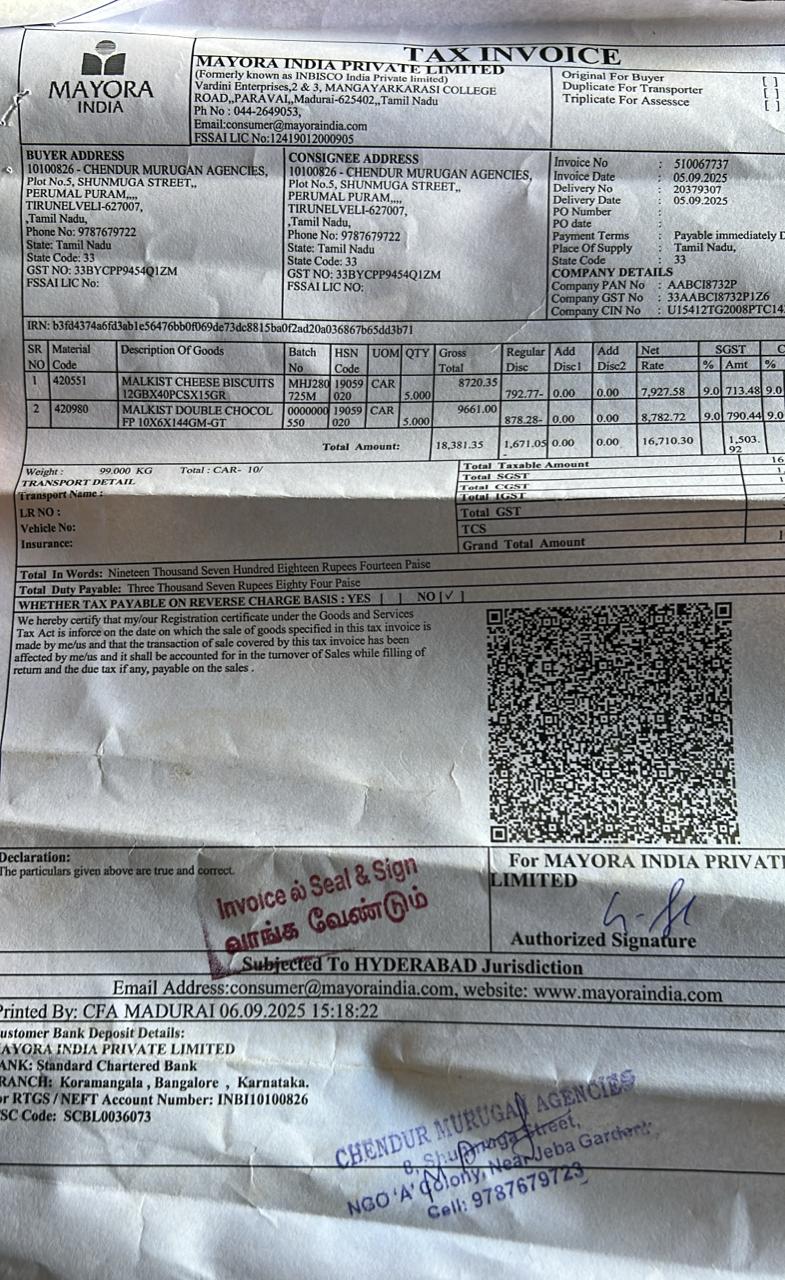 TAX INVOICE
MAYORA
INDIA
MAYORA INDIA PRIVATE LIMITED
(Formerly known as INBISCO India Private limited)
Vardini Enterprises,2 & 3, MANGAYARKARASI COLLEGE
ROAD,,PARAVAI,,Madurai-625402,,Tamil Nadu
Ph No : 044-2649053,
Email:consumer@mayoraindia.com
FSSAI LIC No:12419012000905
Original For Buyer [ ]
Duplicate For Transporter [ ]
Triplicate For Assessce [ ]
BUYER ADDRESS
10100826 - CHENDUR MURUGAN AGENCIES,
Plot No.5, SHUNMUGA STREET,,
PERUMAL PURAM,,,,
TIRUNELVELI-627007,
,Tamil Nadu,
Phone No: 9787679722
State: Tamil Nadu
State Code: 33
GST NO: 33BYCPP9454Q1ZM
FSSAI LIC No:
CONSIGNEE ADDRESS
10100826 - CHENDUR MURUGAN AGENCIES,
Plot No.5, SHUNMUGA STREET,,
PERUMAL PURAM,,,,
TIRUNELVELI-627007,
,Tamil Nadu,
Phone No: 9787679722
State: Tamil Nadu
State Code: 33
GST NO: 33BYCPP9454Q1ZM
FSSAI LIC NO:
Invoice No : 510067737
Invoice Date : 05.09.2025
Delivery No : 20379307
Delivery Date : 05.09.2025
PO Number :
PO date :
Payment Terms : Payable immediately D
Place Of Supply : Tamil Nadu,
State Code : 33
COMPANY DETAILS
Company PAN No : AABCI8732P
Company GST No : 33AABCI8732P1Z6
Company CIN No : U15412TG2008PTC14
IRN: b3fd4374a6fd3ab1e56476bb0f069de73dc8815ba0f2ad20a036867b65dd3b71
SR NO Material Code Description Of Goods Batch No HSN Code UOM QTY Gross Total Regular Disc Add Disc1 Add Disc2 Net Rate SGST % Amt C %
1 420551 MALKIST CHEESE BISCUITS 12GBX40PCSX15GR MHJ280 725M 19059 020 CAR 5.000 8720.35 792.77- 0.00 0.00 7,927.58 9.0 713.48 9.0
2 420980 MALKIST DOUBLE CHOCOL FP 10X6X144GM-GT 0000000 550 19059 020 CAR 5.000 9661.00 878.28- 0.00 0.00 8,782.72 9.0 790.44 9.0
Total Amount: 18,381.35 1,671.05 - 0.00 0.00 16,710.30 1,503. 92
Weight : 99.000 KG Total : CAR- 10/
TRANSPORT DETAIL
Transport Name :
LR NO :
Vehicle No:
Insurance:
Total Taxable Amount 16
Total SGST 1
Total CGST 1
Total IGST
Total GST
TCS
Grand Total Amount 1
Total In Words: Nineteen Thousand Seven Hundred Eighteen Rupees Fourteen Paise
Total Duty Payable: Three Thousand Seven Rupees Eighty Four Paise
WHETHER TAX PAYABLE ON REVERSE CHARGE BASIS : YES [ ] NO [✓]
We hereby certify that my/our Registration certificate under the Goods and Services
Tax Act is inforce on the date on which the sale of goods specified in this tax invoice is
made by me/us and that the transaction of sale covered by this tax invoice has been
affected by me/us and it shall be accounted for in the turnover of Sales while filling of
return and the due tax if any, payable on the sales .
Declaration:
The particulars given above are true and correct.
Invoice ல் Seal & Sign
வாங்க வேண்டும்
For MAYORA INDIA PRIVATE
LIMITED
Authorized Signature
Subjected To HYDERABAD Jurisdiction
Email Address:consumer@mayoraindia.com, website: www.mayoraindia.com
Printed By: CFA MADURAI 06.09.2025 15:18:22
ustomer Bank Deposit Details:
AYORA INDIA PRIVATE LIMITED
ANK: Standard Chartered Bank
RANCH: Koramangala , Bangalore , Karnataka.
or RTGS / NEFT Account Number: INBI10100826
SC Code: SCBL0036073
CHENDUR MURUGAN AGENCIES
8, Shunmuga Street,
NGO 'A' Colony, Near Jeba Garden,
Cell: 9787679723